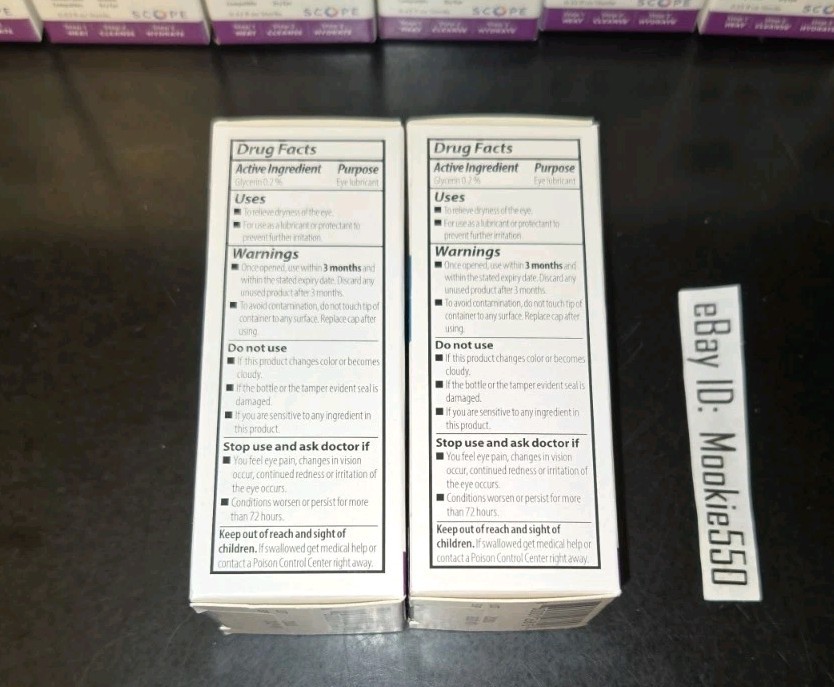 SCOPE
SCOPE
SCOPE
SCOPE
Drug Facts
Active Ingredient Purpose
Glycerin 0.2% Eye lubricant
Uses
■ To relieve dryness of the eye.
■ For use as a lubricant or protectant to
prevent further irritation
Warnings
■ Once opened, use within 3 months and
within the stated expiry date. Discard any
unused product after 3 months.
■ To avoid contamination, do not touch tip of
container to any surface. Replace cap after
using.
Do not use
■ If this product changes color or becomes
cloudy.
■ If the bottle or the tamper evident seal is
damaged.
■ If you are sensitive to any ingredient in
this product.
Stop use and ask doctor if
■ You feel eye pain, changes in vision
occur, continued redness or irritation of
the eye occurs.
■ Conditions worsen or persist for more
than 72 hours.
Keep out of reach and sight of
children. If swallowed get medical help or
contact a Poison Control Center right away.
Drug Facts
Active Ingredient Purpose
Glycerin 0.2% Eye lubricant
Uses
■ To relieve dryness of the eye.
■ For use as a lubricant or protectant to
prevent further irritation
Warnings
■ Once opened, use within 3 months and
within the stated expiry date. Discard any
unused product after 3 months.
■ To avoid contamination, do not touch tip of
container to any surface. Replace cap after
using.
Do not use
■ If this product changes color or becomes
cloudy.
■ If the bottle or the tamper evident seal is
damaged.
■ If you are sensitive to any ingredient in
this product.
Stop use and ask doctor if
■ You feel eye pain, changes in vision
occur, continued redness or irritation of
the eye occurs.
■ Conditions worsen or persist for more
than 72 hours.
Keep out of reach and sight of
children. If swallowed get medical help or
contact a Poison Control Center right away.
eBay ID: Mookie550